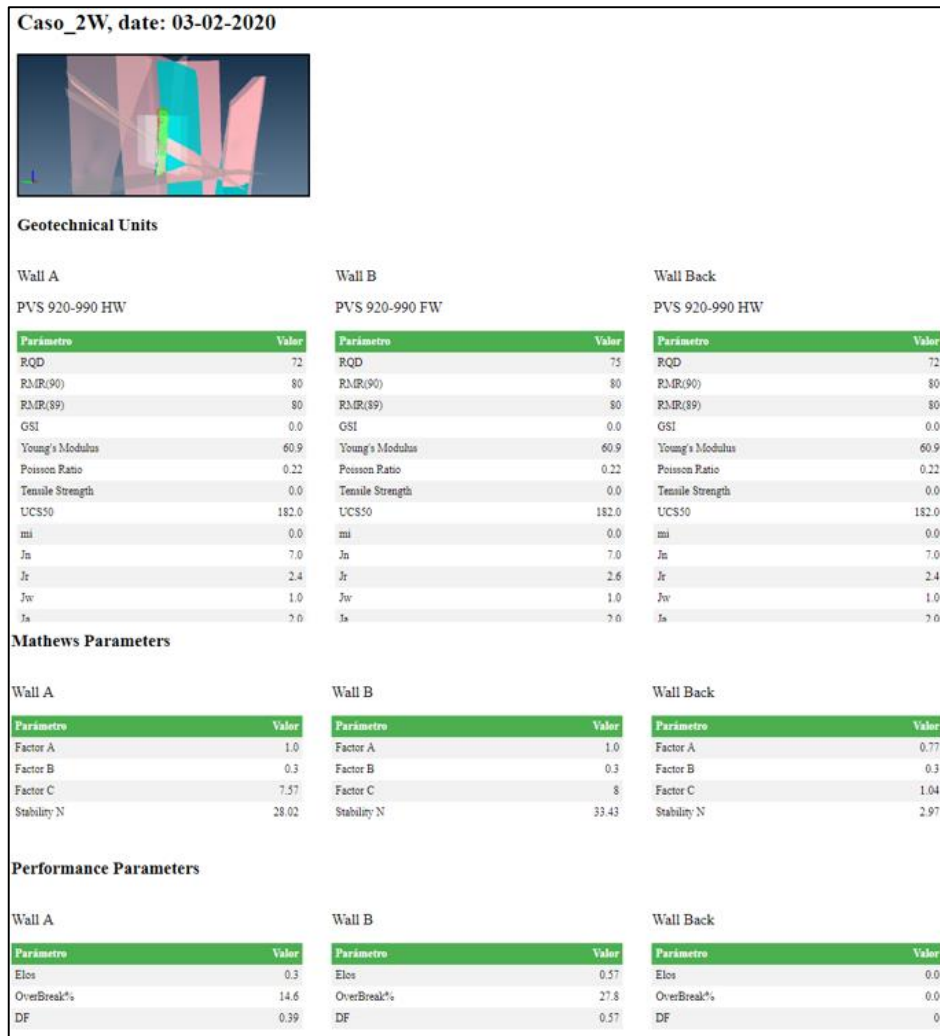 Caso_2W, date: 03-02-2020
Geotechnical Units
Wall A Wall B Wall Back
PVS 920-990 HW PVS 920-990 FW PVS 920-990 HW
Parámetro Valor Parámetro Valor Parámetro Valor
RQD 72 RQD 75 RQD 72
RMR(90) 80 RMR(90) 80 RMR(90) 80
RMR(89) 80 RMR(89) 80 RMR(89) 80
GSI 0.0 GSI 0.0 GSI 0.0
Young's Modulus 60.9 Young's Modulus 60.9 Young's Modulus 60.9
Poisson Ratio 0.22 Poisson Ratio 0.22 Poisson Ratio 0.22
Tensile Strength 0.0 Tensile Strength 0.0 Tensile Strength 0.0
UCS50 182.0 UCS50 182.0 UCS50 182.0
mi 0.0 mi 0.0 mi 0.0
Jn 7.0 Jn 7.0 Jn 7.0
Jr 2.4 Jr 2.6 Jr 2.4
Jw 1.0 Jw 1.0 Jw 1.0
Ja 2.0 Ja 2.0 Ja 2.0
Mathews Parameters
Wall A Wall B Wall Back
Parámetro Valor Parámetro Valor Parámetro Valor
Factor A 1.0 Factor A 1.0 Factor A 0.77
Factor B 0.3 Factor B 0.3 Factor B 0.3
Factor C 7.57 Factor C 8 Factor C 1.04
Stability N 28.02 Stability N 33.43 Stability N 2.97
Performance Parameters
Wall A Wall B Wall Back
Parámetro Valor Parámetro Valor Parámetro Valor
Elos 0.3 Elos 0.57 Elos 0.0
OverBreak% 14.6 OverBreak% 27.8 OverBreak% 0.0
DF 0.39 DF 0.57 DF 0